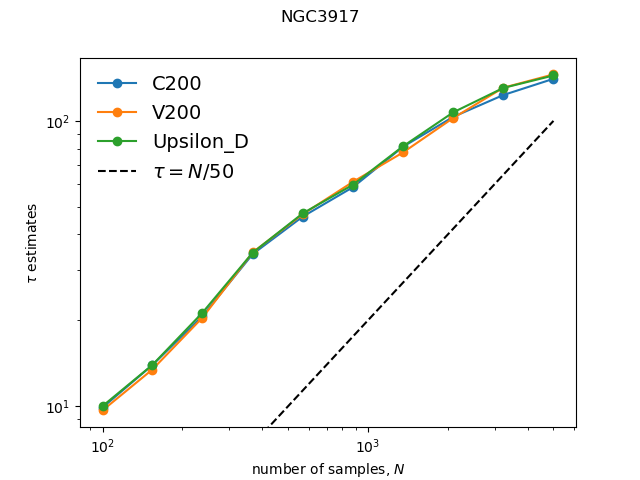 NGC3917
C200
V200
Upsilon_D
τ = N/50
τ estimates
10²
10¹
10² 10³
number of samples, N